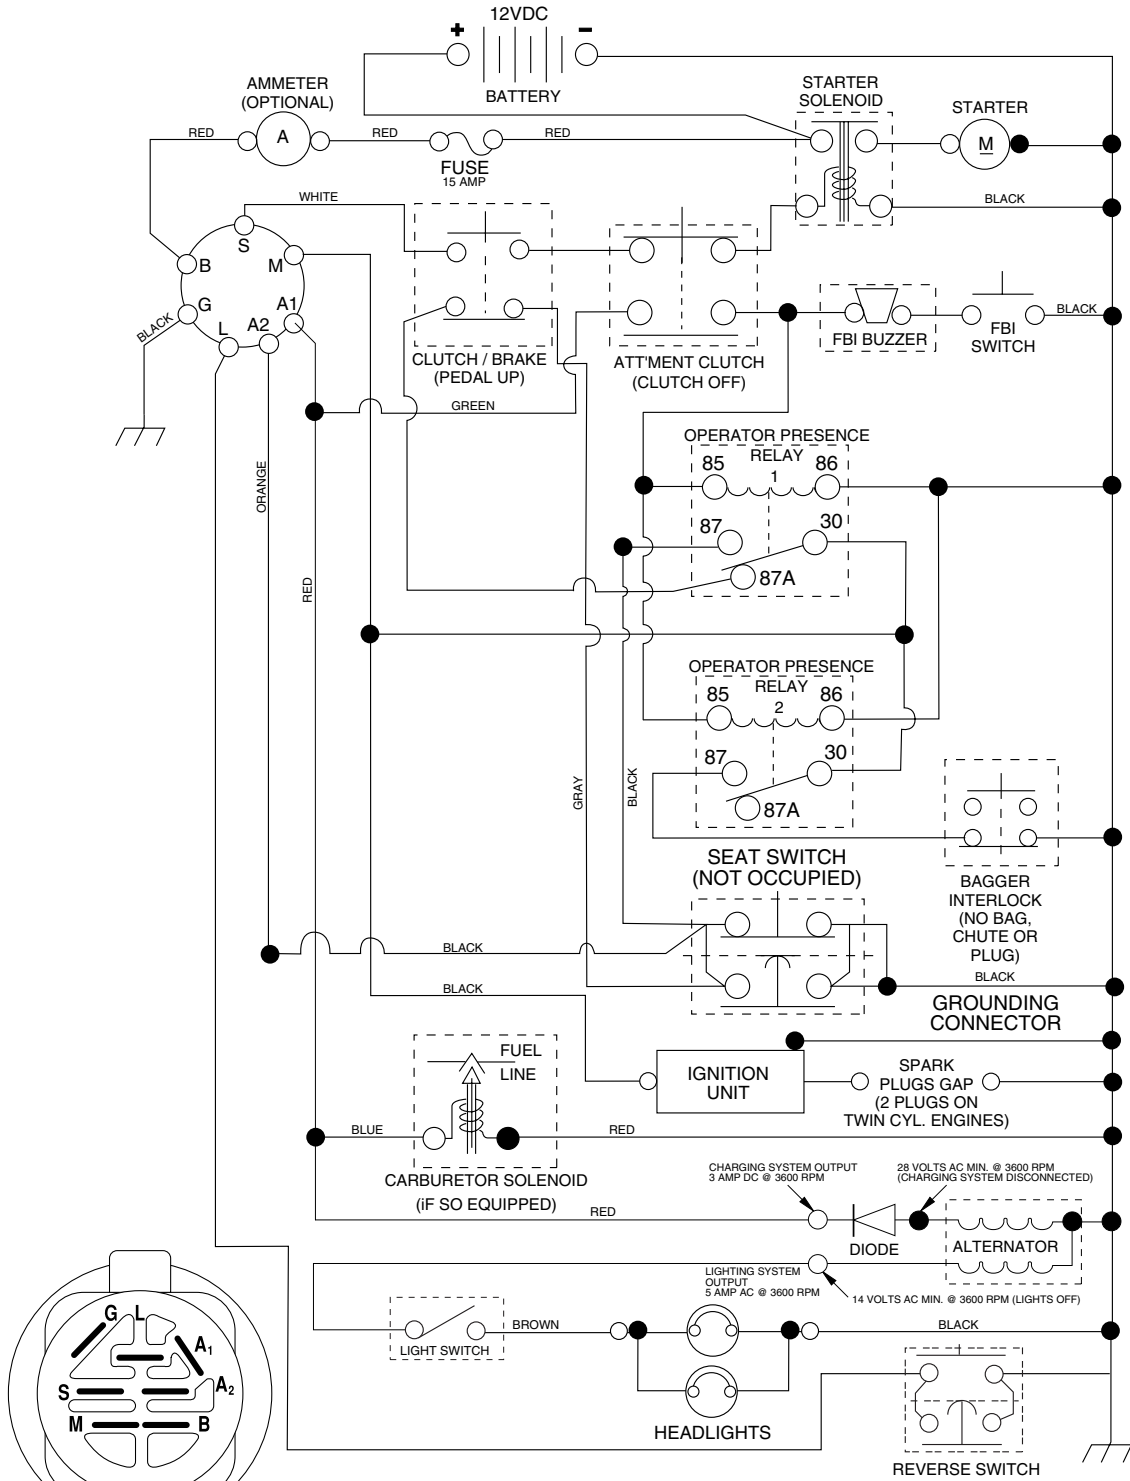 12VDC
+
−
BATTERY
AMMETER
(OPTIONAL)
STARTER
SOLENOID
STARTER
RED
A
RED
RED
FUSE
15 AMP
M
WHITE
BLACK
S
B
M
G
A1
A2
L
BLACK
CLUTCH / BRAKE
(PEDAL UP)
ATT'MENT CLUTCH
(CLUTCH OFF)
FBI BUZZER
FBI
SWITCH
BLACK
GREEN
ORANGE
RED
OPERATOR PRESENCE
RELAY
1
85
86
87
30
87A
OPERATOR PRESENCE
RELAY
2
85
86
87
30
87A
GRAY
BLACK
SEAT SWITCH
(NOT OCCUPIED)
BAGGER
INTERLOCK
(NO BAG,
CHUTE OR
PLUG)
BLACK
BLACK
BLACK
GROUNDING
CONNECTOR
FUEL
LINE
IGNITION
UNIT
SPARK
PLUGS GAP
(2 PLUGS ON
TWIN CYL. ENGINES)
BLUE
RED
CARBURETOR SOLENOID
(iF SO EQUIPPED)
CHARGING SYSTEM OUTPUT
3 AMP DC @ 3600 RPM
28 VOLTS AC MIN. @ 3600 RPM
(CHARGING SYSTEM DISCONNECTED)
RED
DIODE
ALTERNATOR
LIGHTING SYSTEM
OUTPUT
5 AMP AC @ 3600 RPM
14 VOLTS AC MIN. @ 3600 RPM (LIGHTS OFF)
BROWN
BLACK
LIGHT SWITCH
HEADLIGHTS
REVERSE SWITCH
G
L
A1
A2
S
M
B